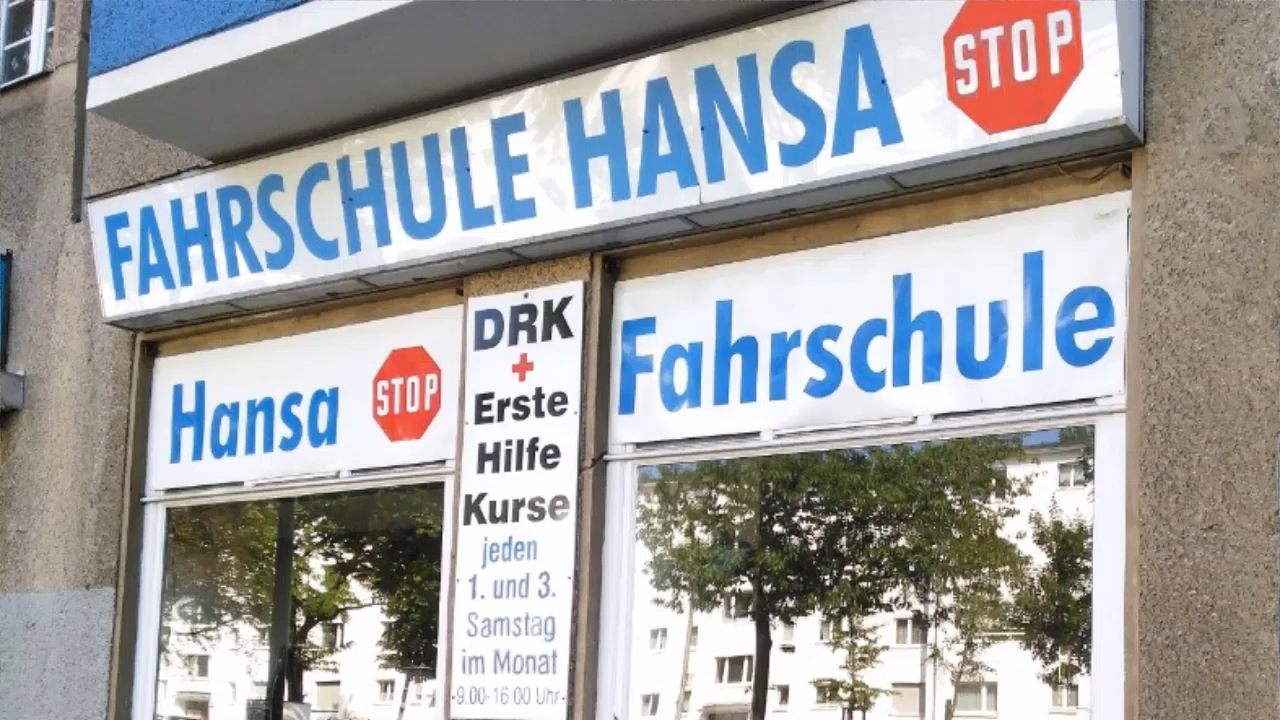 FAHRSCHULE HANSA STOP
Hansa STOP
DRK
+
Erste
Hilfe
Kurse
jeden
1. und 3.
Samstag
im Monat
9.00-16.00 Uhr
Fahrschule